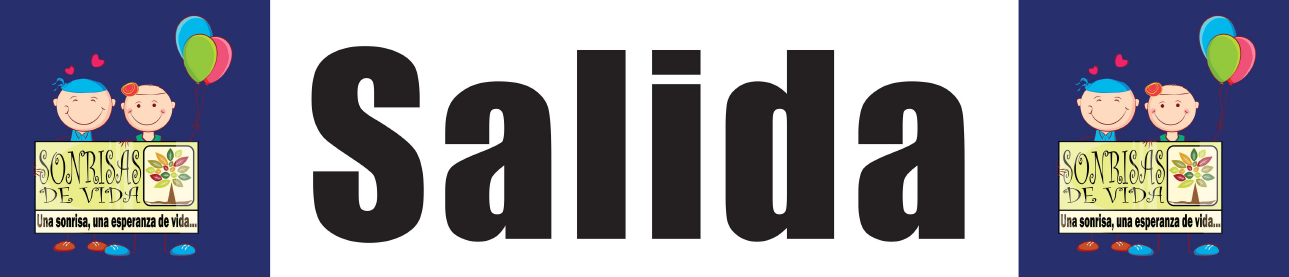 SONRISAS
DE VIDA
Una sonrisa, una esperanza de vida...
Salida
SONRISAS
DE VIDA
Una sonrisa, una esperanza de vida...